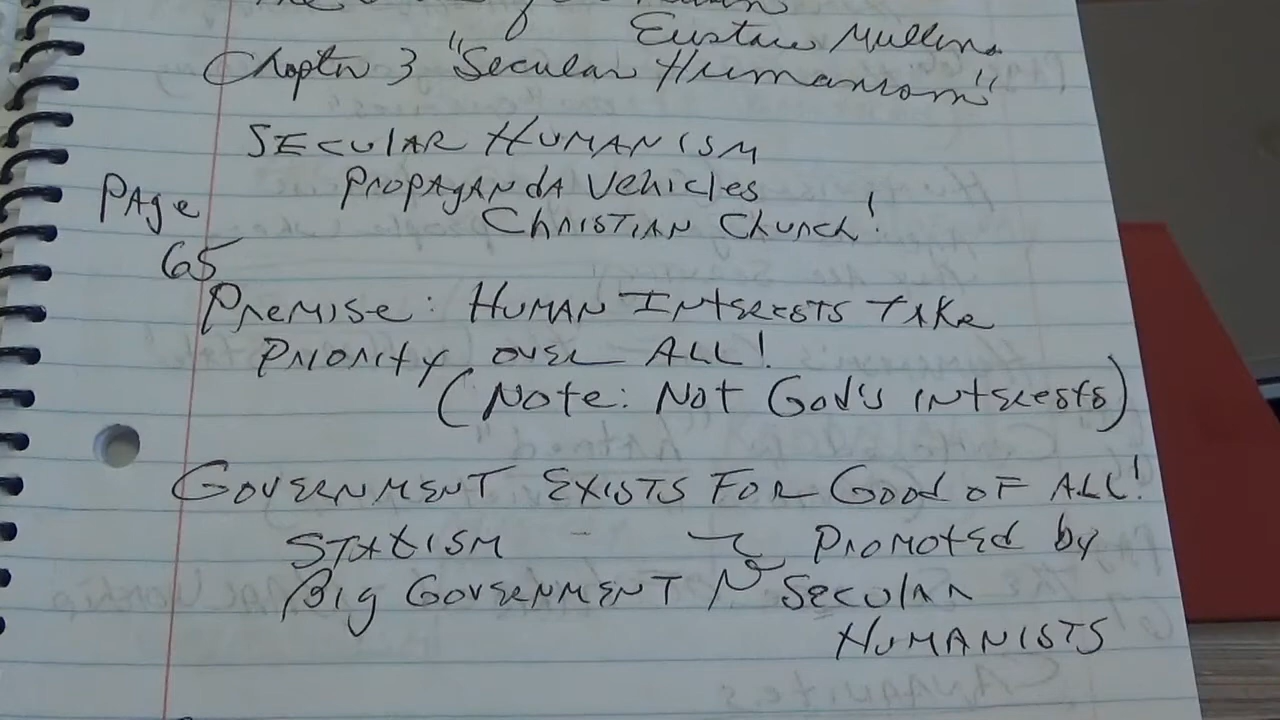 The
Eustace Mullins
Chapter 3 "Secular Humanism"
SECULAR HUMANISM
PROPAGANDA VEHICLES
CHRISTIAN CHURCH!
PAge
65
PREMISE: HUMAN INTERESTS TAKE
PRIORITY OVER ALL!
(NOTE: NOT GOD'S INTERESTS)
GOVERNMENT EXISTS FOR GOOD OF ALL!
STATISM - PROMOTED by
BIG GOVERNMENT SECULAR
HUMANISTS